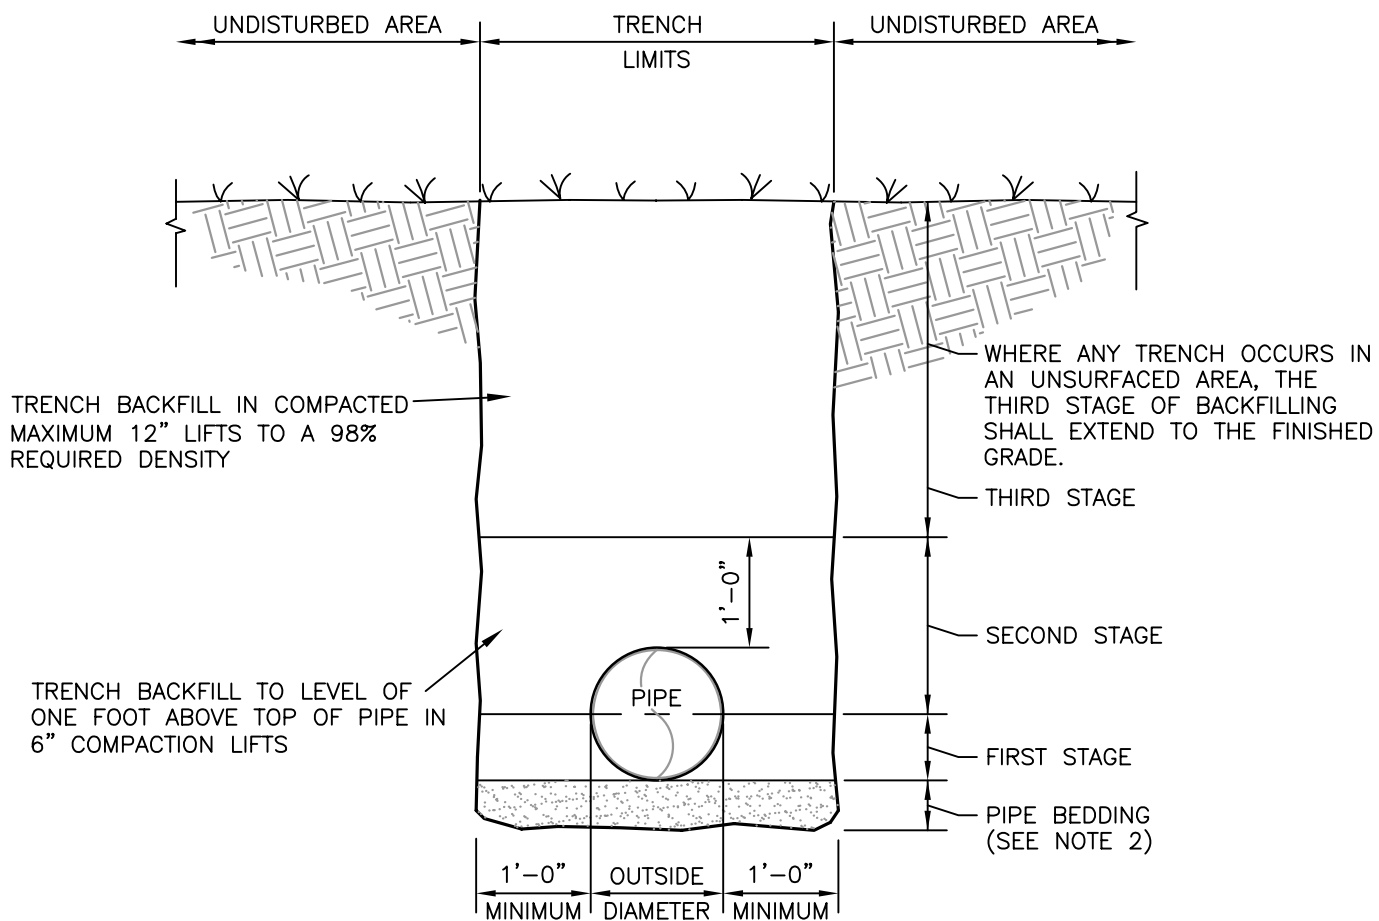 UNDISTURBED AREA
TRENCH
LIMITS
UNDISTURBED AREA
WHERE ANY TRENCH OCCURS IN
AN UNSURFACED AREA, THE
THIRD STAGE OF BACKFILLING
SHALL EXTEND TO THE FINISHED
GRADE.
TRENCH BACKFILL IN COMPACTED
MAXIMUM 12" LIFTS TO A 98%
REQUIRED DENSITY
THIRD STAGE
1'-0"
SECOND STAGE
TRENCH BACKFILL TO LEVEL OF
ONE FOOT ABOVE TOP OF PIPE IN
6" COMPACTION LIFTS
PIPE
FIRST STAGE
PIPE BEDDING
(SEE NOTE 2)
1'-0"
MINIMUM
OUTSIDE
DIAMETER
1'-0"
MINIMUM